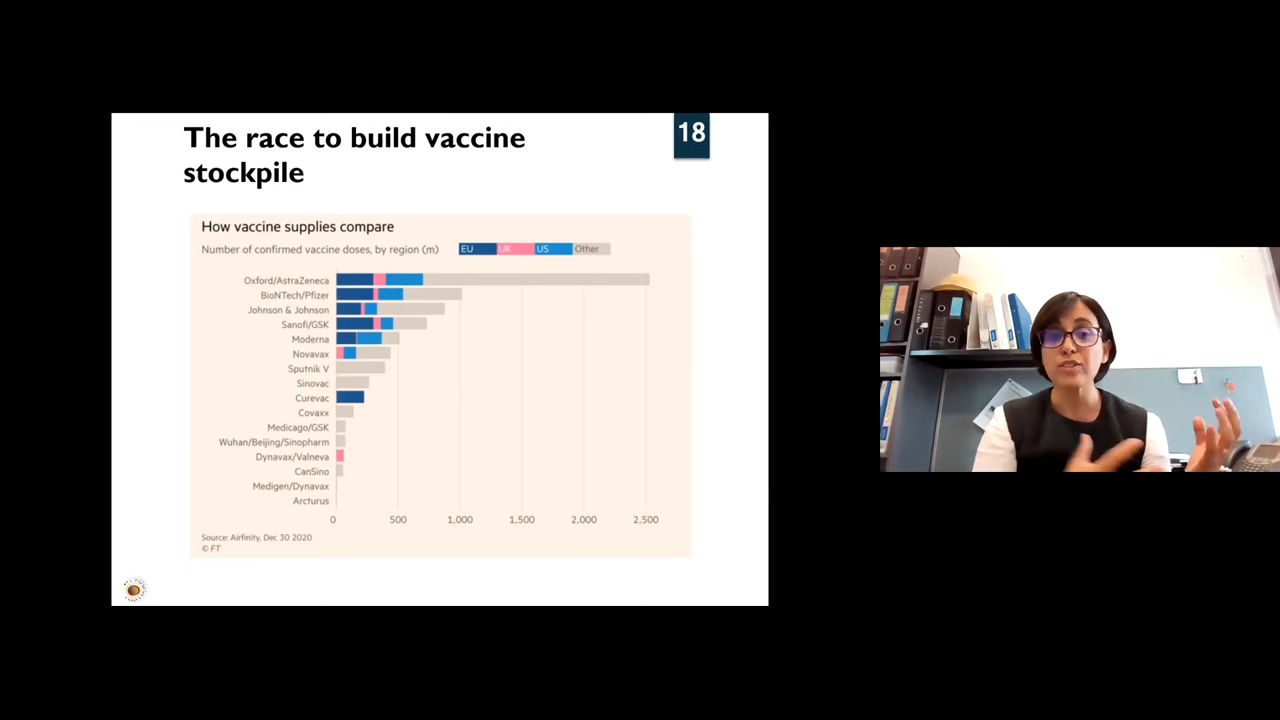 The race to build vaccine
stockpile
18
How vaccine supplies compare
Number of confirmed vaccine doses, by region (m)
EU UK US Other
Oxford/AstraZeneca
BioNTech/Pfizer
Johnson & Johnson
Sanofi/GSK
Moderna
Novavax
Sputnik V
Sinovac
Curevac
Covaxx
Medicago/GSK
Wuhan/Beijing/Sinopharm
Dynavax/Valneva
CanSino
Medigen/Dynavax
Arcturus
0 500 1,000 1,500 2,000 2,500
Source: Airfinity, Dec 30 2020
© FT